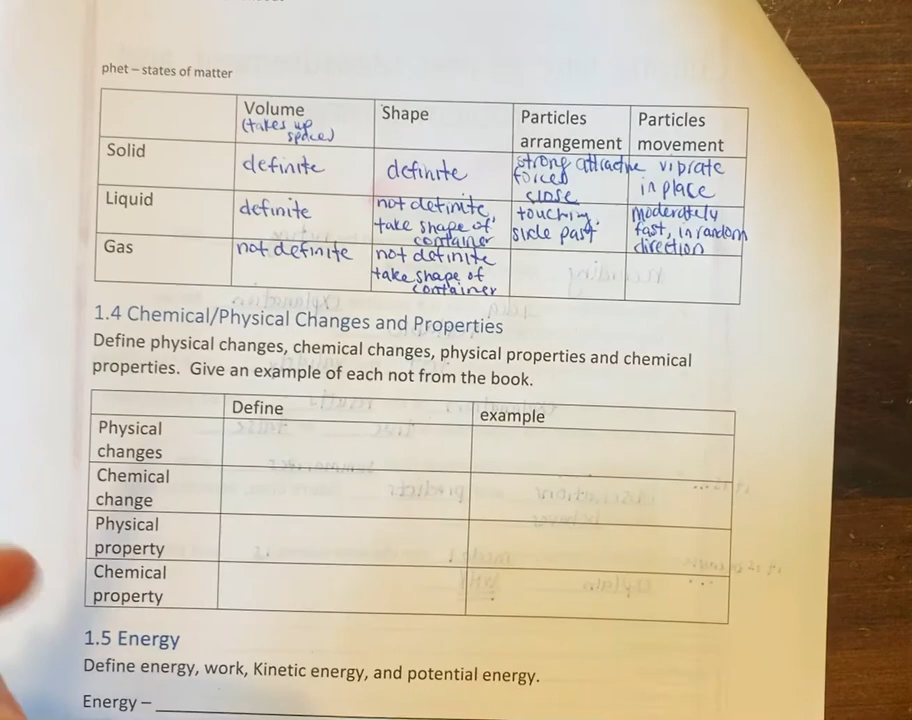 phet – states of matter
Volume Shape Particles arrangement Particles movement
(takes up space)
Solid definite definite strong attractive forces close vibrate in place
Liquid definite not definite, take shape of container touching, slide past moderately fast, in random direction
Gas not definite not definite take shape of container
1.4 Chemical/Physical Changes and Properties
Define physical changes, chemical changes, physical properties and chemical
properties. Give an example of each not from the book.
Define example
Physical
changes
Chemical
change
Physical
property
Chemical
property
1.5 Energy
Define energy, work, Kinetic energy, and potential energy.
Energy –